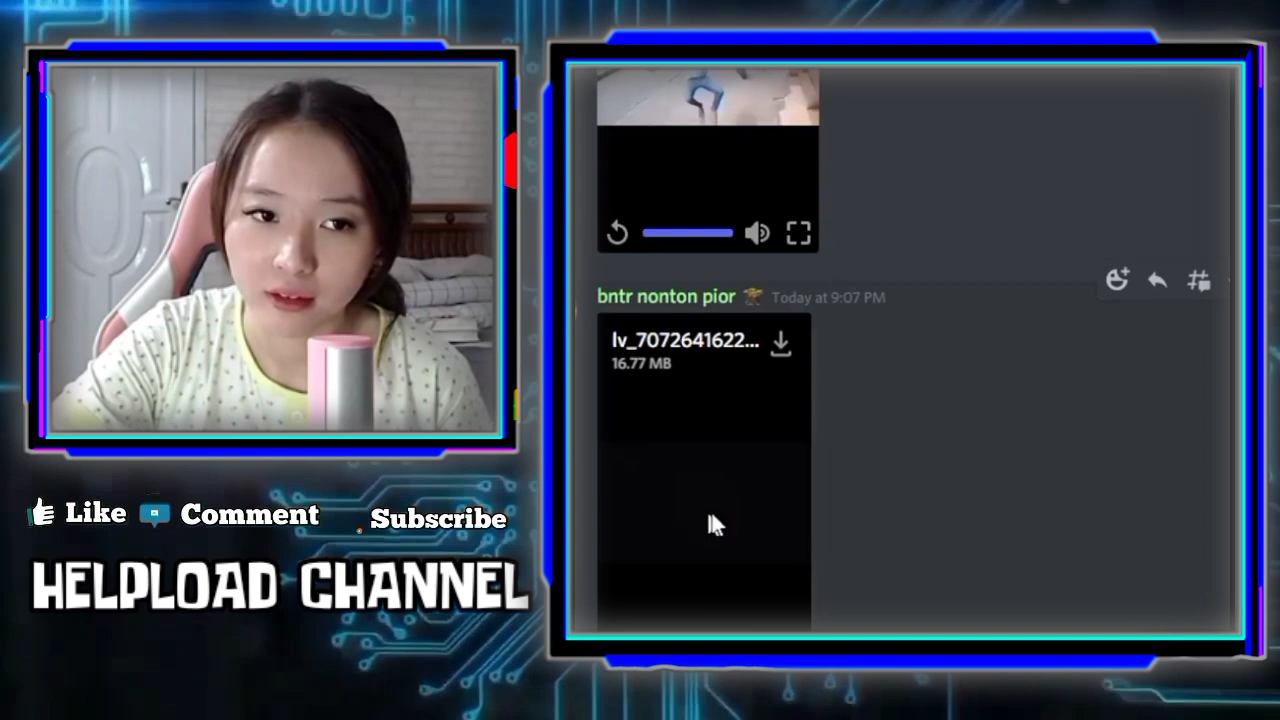 bntr nonton pior Today at 9:07 PM
lv_7072641622...
16.77 MB
Like Comment Subscribe
HELPLOAD CHANNEL